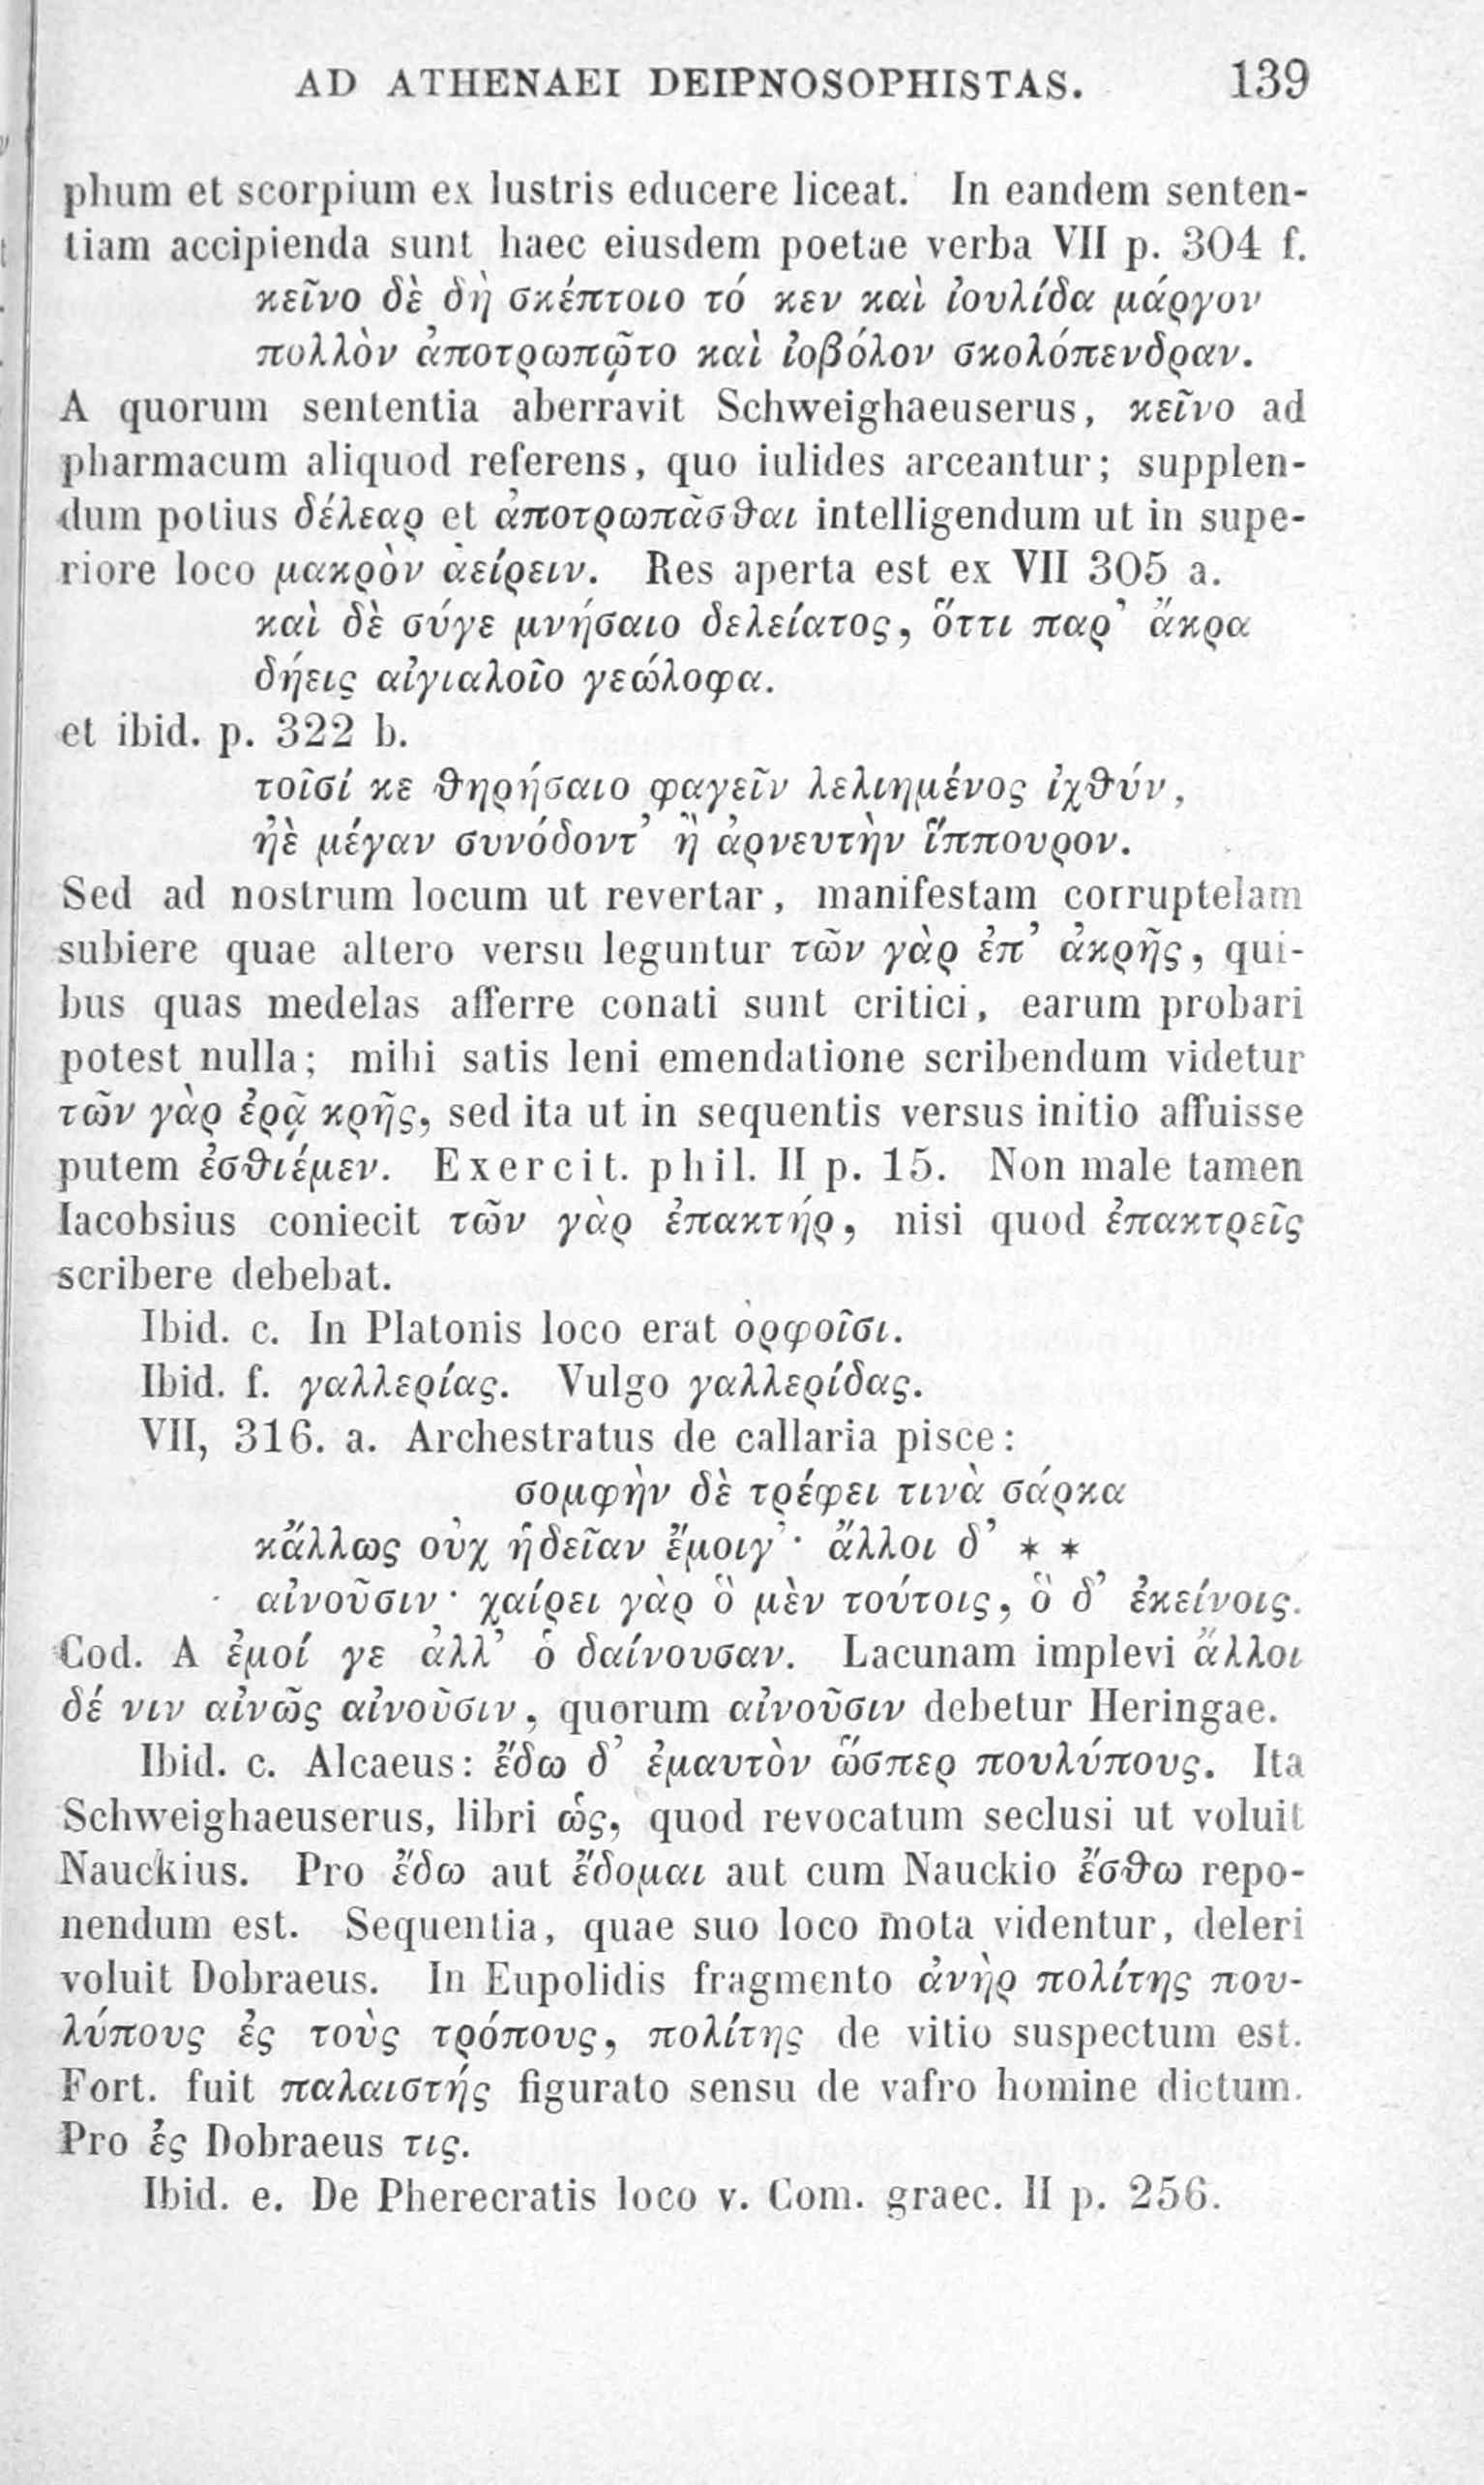 AD ATHENAEI DEIPNOSOPHISTAS. 139
phum et scorpium ex lustris educere liceat. In eandem senten-
tiam accipienda sunt haec eiusdem poetae verba VII p. 304 f.
κεῖνο δὲ δὴ σκέπτοιο τό κεν καὶ ἰουλίδα μάργον
πολλὸν ἀποτρωπῷτο καὶ ἰοβόλον σκολόπενδραν.
A quorum sententia aberravit Schweighaeuserus, κεῖνο ad
pharmacum aliquod referens, quo iulides arceantur; supplen-
dum potius δέλεαρ et ἀποτρωπᾶσθαι intelligendum ut in supe-
riore loco μακρὸν ἀείρειν. Res aperta est ex VII 305 a.
καὶ δὲ σύγε μνήσαιο δελείατος, ὅττι παρ’ ἄκρα
δήεις αἰγιαλοῖο γεώλοφα.
et ibid. p. 322 b.
τοῖσί κε θηρήσαιο φαγεῖν λελιημένος ἰχθύν,
ἠὲ μέγαν συνόδοντ’ ἢ ἀρνευτὴν ἵππουρον.
Sed ad nostrum locum ut revertar, manifestam corruptelam
subiere quae altero versu leguntur τῶν γὰρ ἐπ’ ἀκρῆς, qui-
bus quas medelas afferre conati sunt critici, earum probari
potest nulla; mihi satis leni emendatione scribendum videtur
τῶν γὰρ ἐρᾷ κρῆς, sed ita ut in sequentis versus initio affuisse
putem ἐσθιέμεν. Exercit. phil. II p. 15. Non male tamen
Iacobsius coniecit τῶν γὰρ ἐπακτήρ, nisi quod ἐπακτρεῖς
scribere debebat.
Ibid. c. In Platonis loco erat ὀρφοῖσι.
Ibid. f. γαλλερίας. Vulgo γαλλερίδας.
VII, 316. a. Archestratus de callaria pisce:
σομφὴν δὲ τρέφει τινὰ σάρκα
κἄλλως οὐχ ἡδεῖαν ἔμοιγ’· ἄλλοι δ’ * *
αἰνοῦσιν· χαίρει γὰρ ὃ μὲν τούτοις, ὃ δ’ ἐκείνοις.
Cod. A ἐμοί γε ἀλλ’ ὁ δαίνουσαν. Lacunam implevi ἄλλοι
δέ νιν αἰνῶς αἰνοῦσιν, quorum αἰνοῦσιν debetur Heringae.
Ibid. c. Alcaeus: ἔδω δ’ ἐμαυτὸν ὥσπερ πουλύπους. Ita
Schweighaeuserus, libri ὡς, quod revocatum seclusi ut voluit
Nauckius. Pro ἔδω aut ἔδομαι aut cum Nauckio ἔσθω repo-
nendum est. Sequentia, quae suo loco mota videntur, deleri
voluit Dobraeus. In Eupolidis fragmento ἀνὴρ πολίτης που-
λύπους ἐς τοὺς τρόπους, πολίτης de vitio suspectum est.
Fort. fuit παλαιστής figurato sensu de vafro homine dictum.
Pro ἐς Dobraeus τις.
Ibid. e. De Pherecratis loco v. Com. graec. II p. 256.